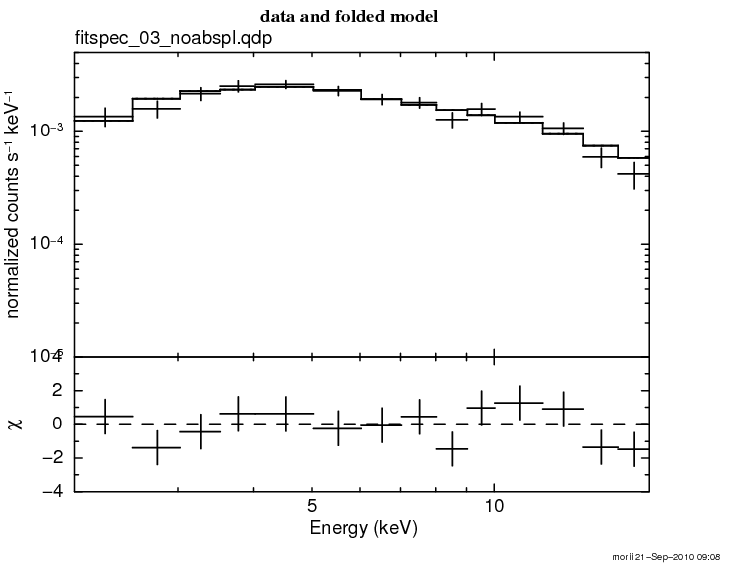 data and folded model
fitspec_03_noabspl.qdp
normalized counts s⁻¹ keV⁻¹
10⁻³
10⁻⁴
10⁻⁵
4
2
0
−2
−4
χ
5
10
Energy (keV)
morii 21−Sep−2010 09:08